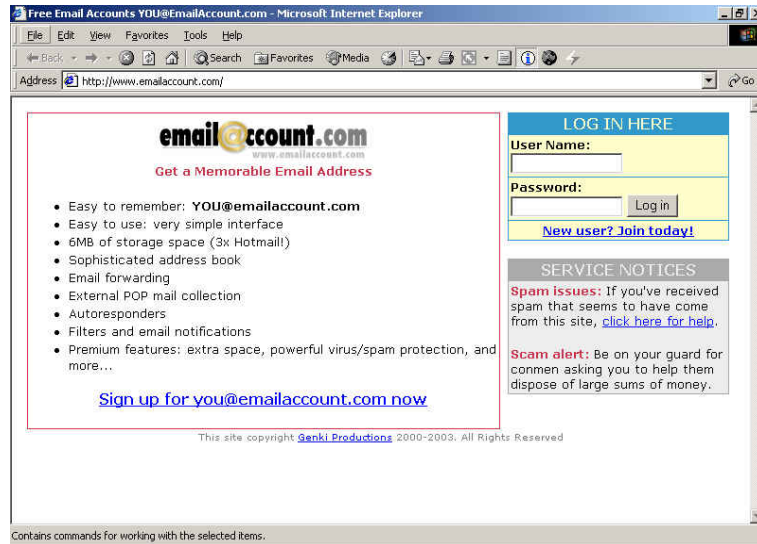 Free Email Accounts YOU@EmailAccount.com - Microsoft Internet Explorer
File Edit View Favorites Tools Help
Back Search Favorites Media
Address http://www.emailaccount.com/ Go
email@ccount.com
www.emailaccount.com
Get a Memorable Email Address
• Easy to remember: YOU@emailaccount.com
• Easy to use: very simple interface
• 6MB of storage space (3x Hotmail!)
• Sophisticated address book
• Email forwarding
• External POP mail collection
• Autoresponders
• Filters and email notifications
• Premium features: extra space, powerful virus/spam protection, and
more...
Sign up for you@emailaccount.com now
LOG IN HERE
User Name:
Password:
Log in
New user? Join today!
SERVICE NOTICES
Spam issues: If you've received
spam that seems to have come
from this site, click here for help.
Scam alert: Be on your guard for
conmen asking you to help them
dispose of large sums of money.
This site copyright Genki Productions 2000-2003. All Rights Reserved
Contains commands for working with the selected items.